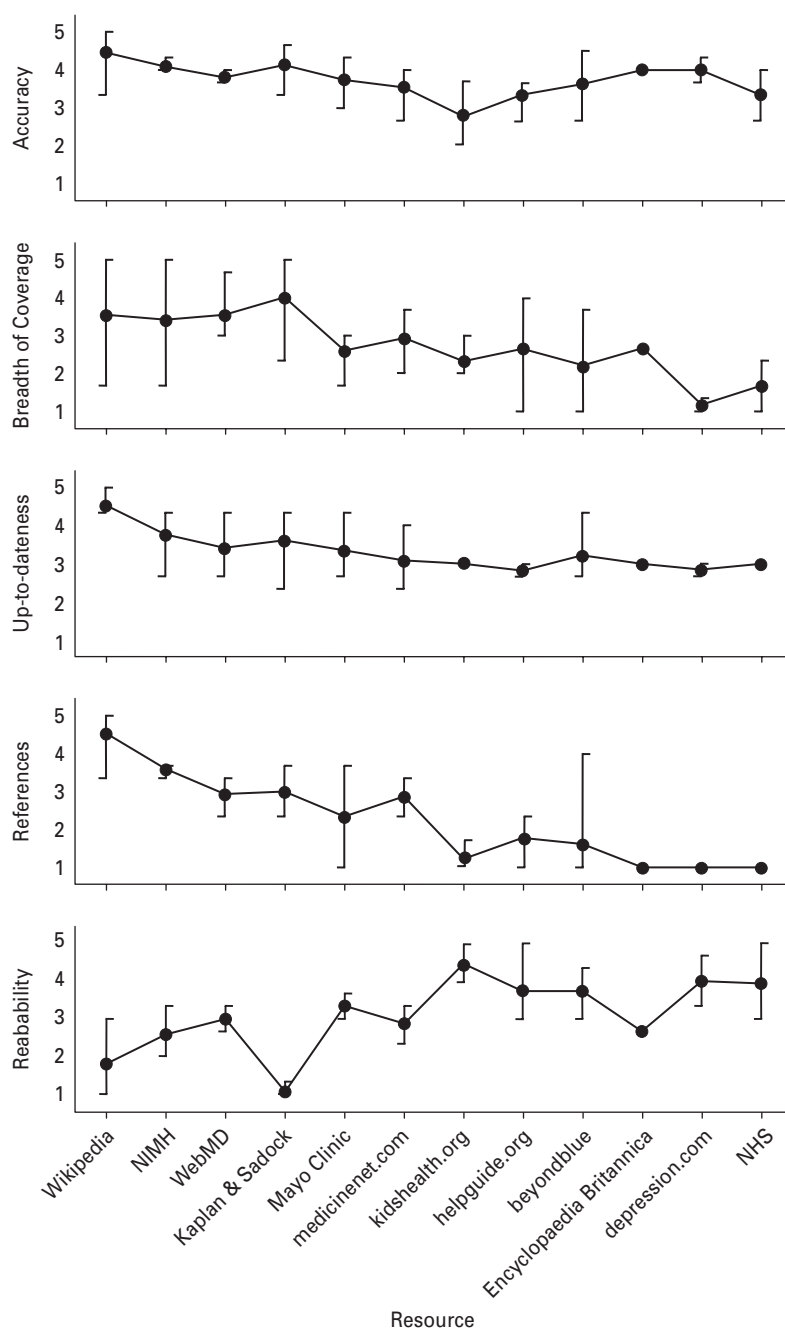 Accuracy
5
4
3
2
1
Breadth of Coverage
5
4
3
2
1
Up-to-dateness
5
4
3
2
1
References
5
4
3
2
1
Reabability
5
4
3
2
1
Wikipedia
NIMH
WebMD
Kaplan & Sadock
Mayo Clinic
medicinenet.com
kidshealth.org
helpguide.org
beyondblue
Encyclopaedia Britannica
depression.com
NHS
Resource